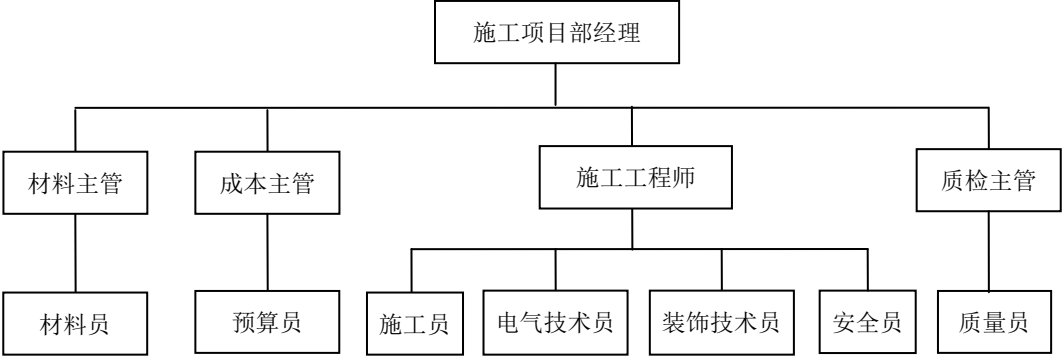 施工项目部经理
材料主管
成本主管
施工工程师
质检主管
材料员
预算员
施工员
电气技术员
装饰技术员
安全员
质量员